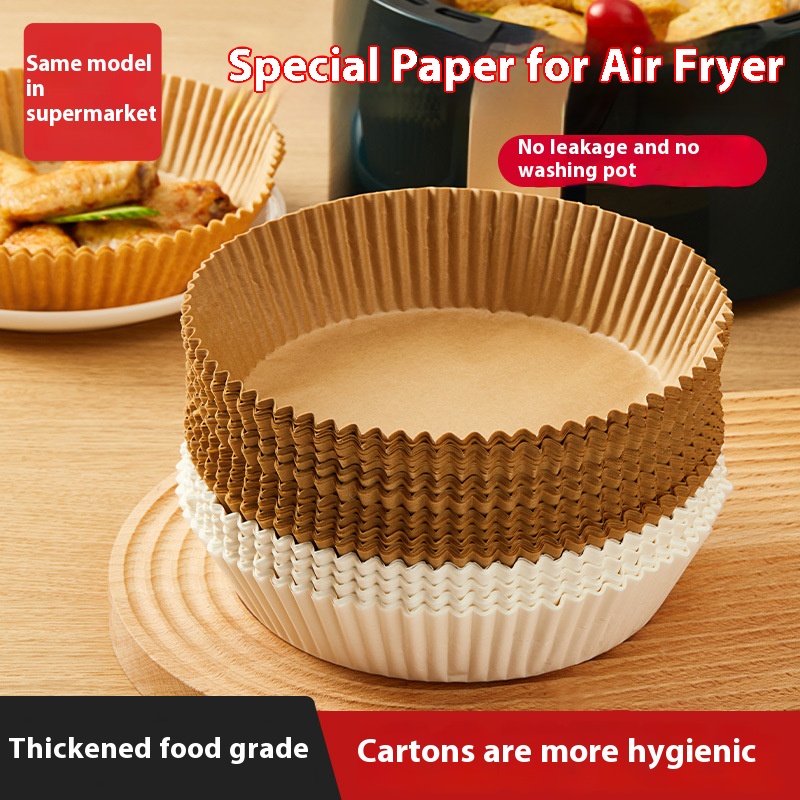 Same model
in
supermarket
Special Paper for Air Fryer
No leakage and no
washing pot
Thickened food grade
Cartons are more hygienic